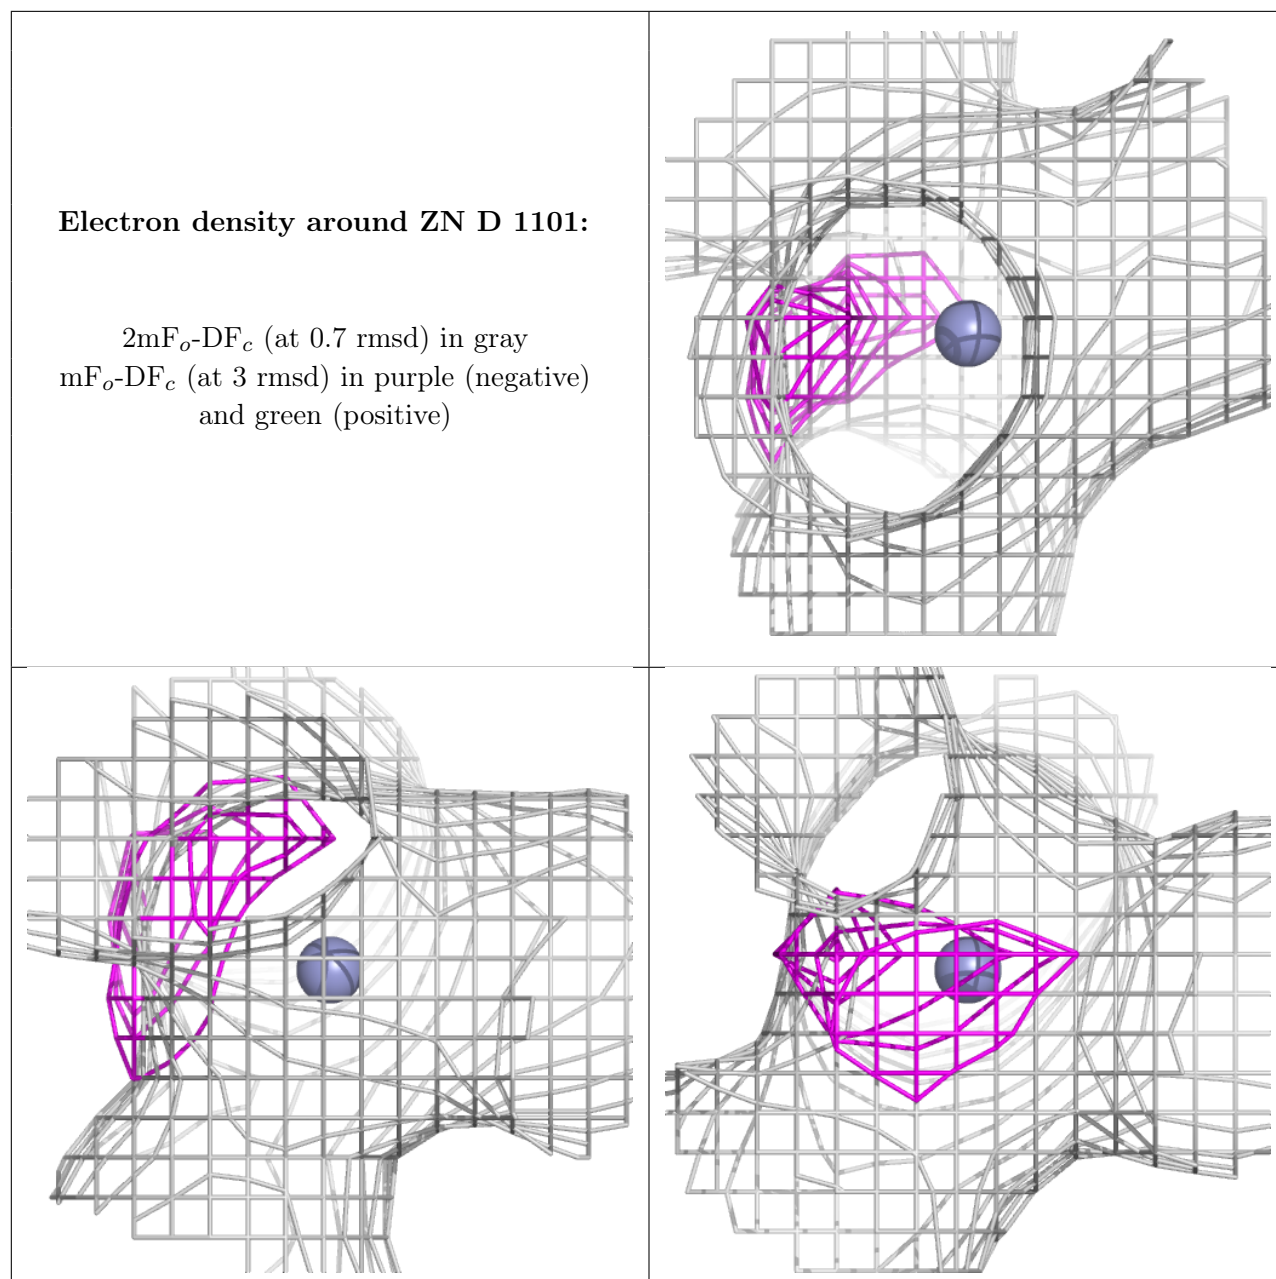 Electron density around ZN D 1101:
2mFo-DFc (at 0.7 rmsd) in gray
mFo-DFc (at 3 rmsd) in purple (negative)
and green (positive)